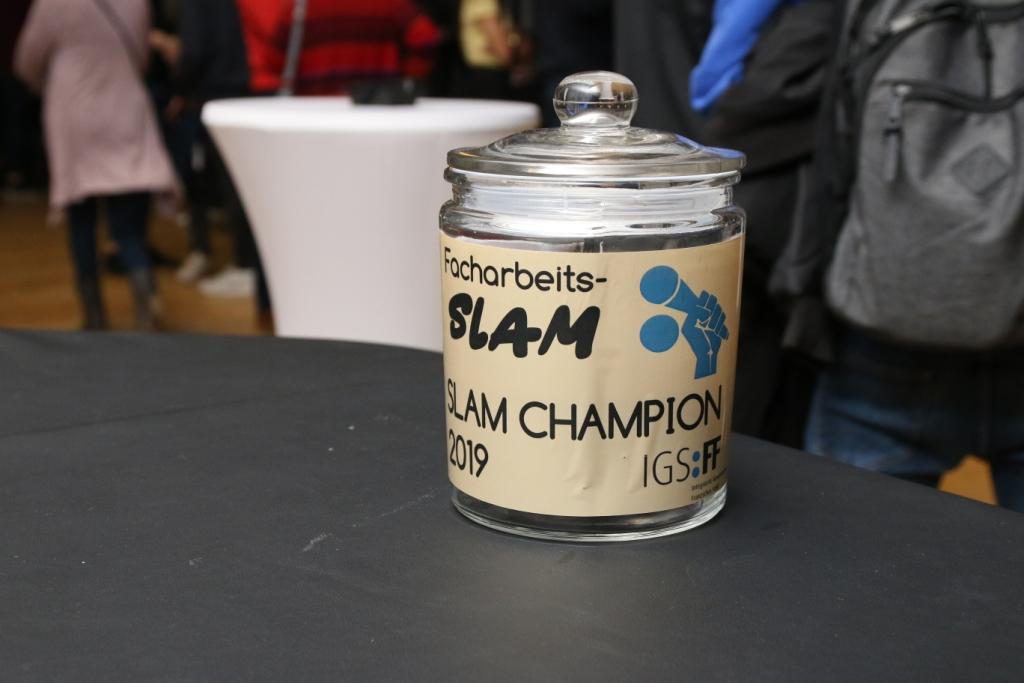 Facharbeits-
SLAM
SLAM CHAMPION
2019
IGS:FF